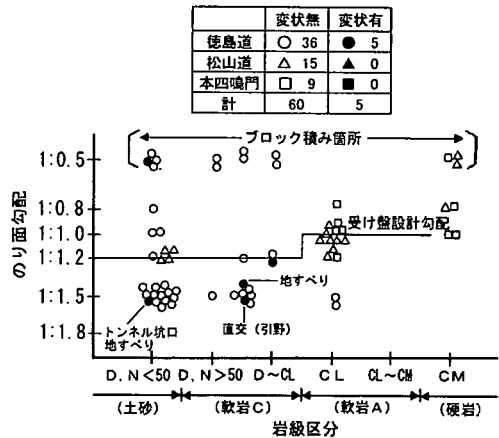 変状無 変状有
徳島道 ○ 36 ● 5
松山道 △ 15 ▲ 0
本四鳴門 □ 9 ■ 0
計 60 5
ブロック積み箇所
のり面勾配
1:0.5
1:0.8
1:1.0
1:1.2
1:1.5
1:1.8
受け盤設計勾配
地すべり
トンネル坑口
地すべり
直交(引野)
D,N<50 D,N>50 D~CL CL CL~CM CM
(土砂) (軟岩C) (軟岩A) (硬岩)
岩級区分